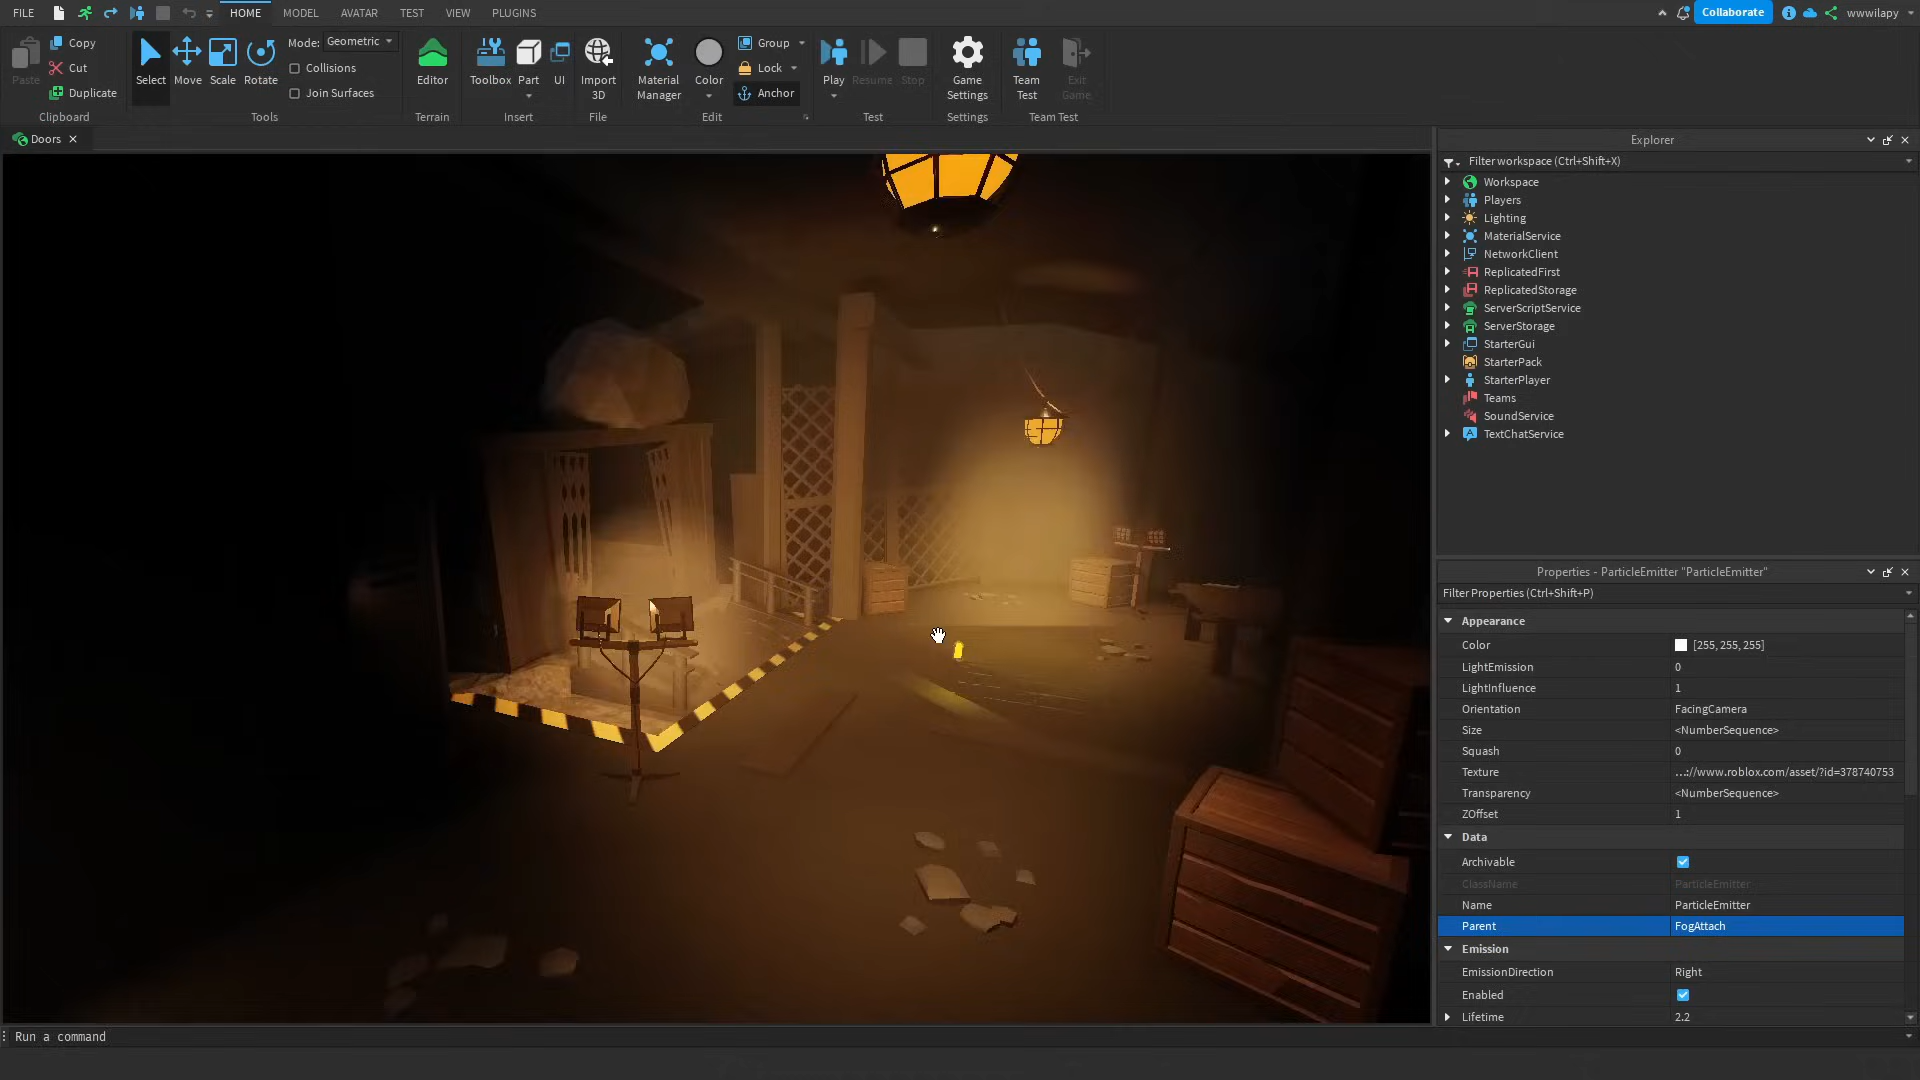 FILE HOME MODEL AVATAR TEST VIEW PLUGINS Collaborate wwwilapy
Paste Copy Cut Duplicate Clipboard
Select Move Scale Rotate Mode: Geometric Collisions Join Surfaces Tools
Editor Terrain
Toolbox Part UI Insert
Import 3D File
Material Manager Color Group Lock Anchor Edit
Play Resume Stop Test
Game Settings Settings
Team Test Exit Game Team Test
Doors
Explorer
Filter workspace (Ctrl+Shift+X)
Workspace
Players
Lighting
MaterialService
NetworkClient
ReplicatedFirst
ReplicatedStorage
ServerScriptService
ServerStorage
StarterGui
StarterPack
StarterPlayer
Teams
SoundService
TextChatService
Properties - ParticleEmitter "ParticleEmitter"
Filter Properties (Ctrl+Shift+P)
Appearance
Color [255, 255, 255]
LightEmission 0
LightInfluence 1
Orientation FacingCamera
Size <NumberSequence>
Squash 0
Texture ...://www.roblox.com/asset/?id=378740753
Transparency <NumberSequence>
ZOffset 1
Data
Archivable
ClassName ParticleEmitter
Name ParticleEmitter
Parent FogAttach
Emission
EmissionDirection Right
Enabled
Lifetime 2.2
Run a command